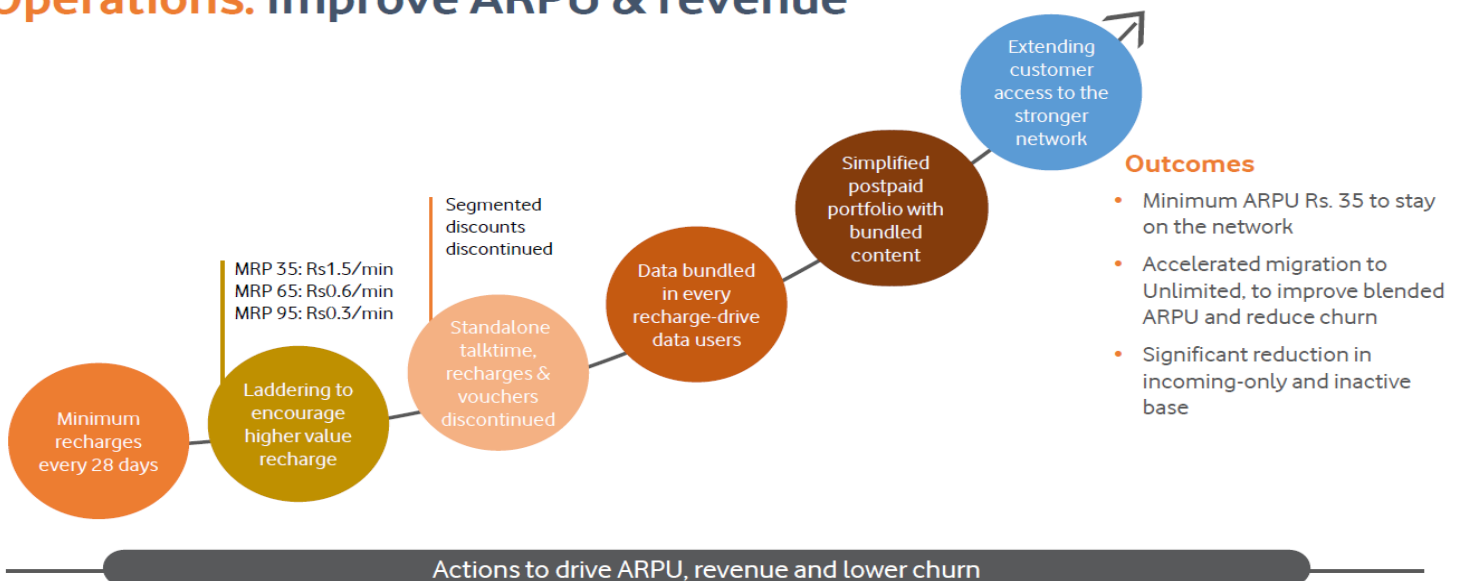 Operations: Improve ARPU & revenue
Minimum
recharges
every 28 days
MRP 35: Rs1.5/min
MRP 65: Rs0.6/min
MRP 95: Rs0.3/min
Laddering to
encourage
higher value
recharge
Segmented
discounts
discontinued
Standalone
talktime,
recharges &
vouchers
discontinued
Data bundled
in every
recharge-drive
data users
Simplified
postpaid
portfolio with
bundled
content
Extending
customer
access to the
stronger
network
Outcomes
• Minimum ARPU Rs. 35 to stay
on the network
• Accelerated migration to
Unlimited, to improve blended
ARPU and reduce churn
• Significant reduction in
incoming-only and inactive
base
Actions to drive ARPU, revenue and lower churn